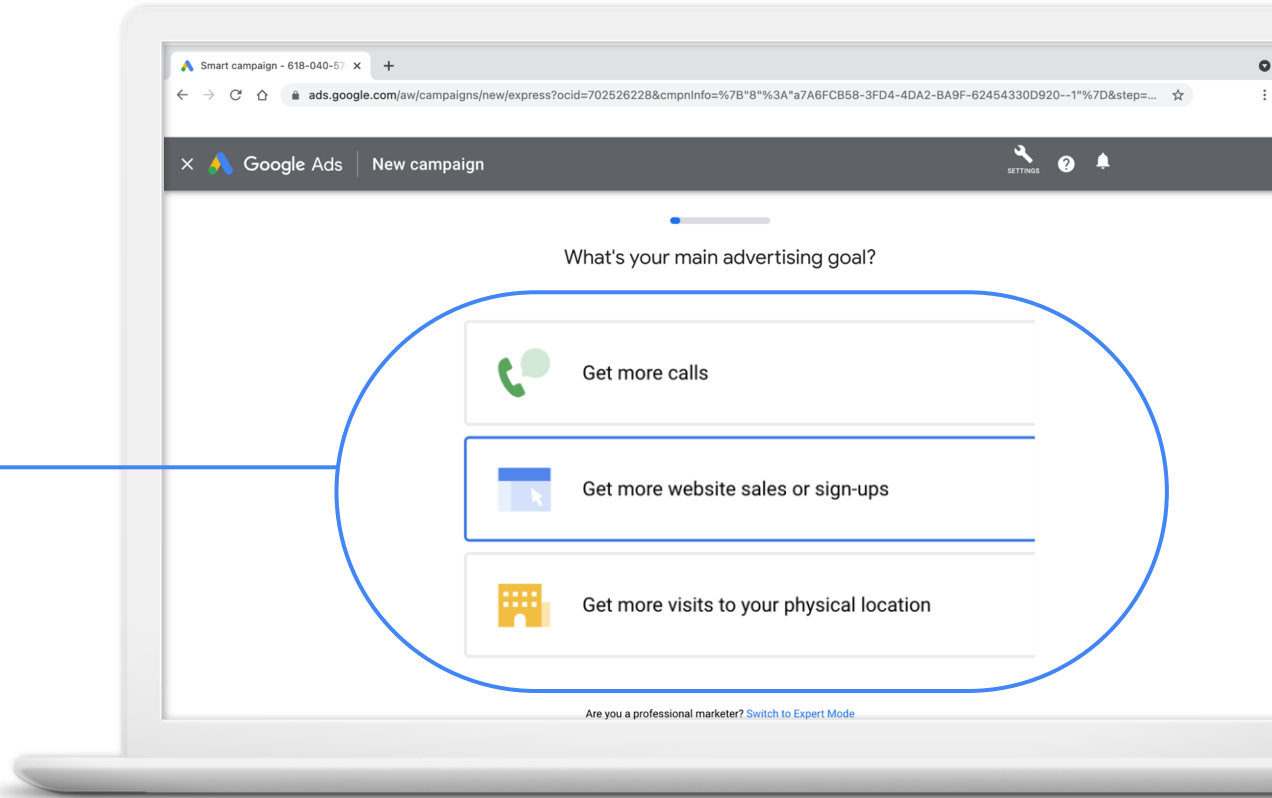 Smart campaign - 618-040-57
ads.google.com/aw/campaigns/new/express?ocid=702526228&cmpnInfo=%7B"8"%3A"a7A6FCB58-3FD4-4DA2-BA9F-62454330D920--1"%7D&step=...
Google Ads New campaign
SETTINGS
What's your main advertising goal?
Get more calls
Get more website sales or sign-ups
Get more visits to your physical location
Are you a professional marketer? Switch to Expert Mode